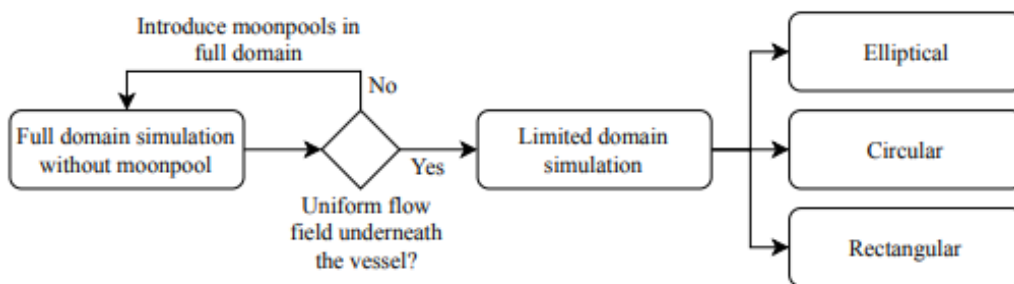 Introduce moonpools in
full domain
No
Full domain simulation
without moonpool
Yes
Uniform flow
field underneath
the vessel?
Limited domain
simulation
Elliptical
Circular
Rectangular